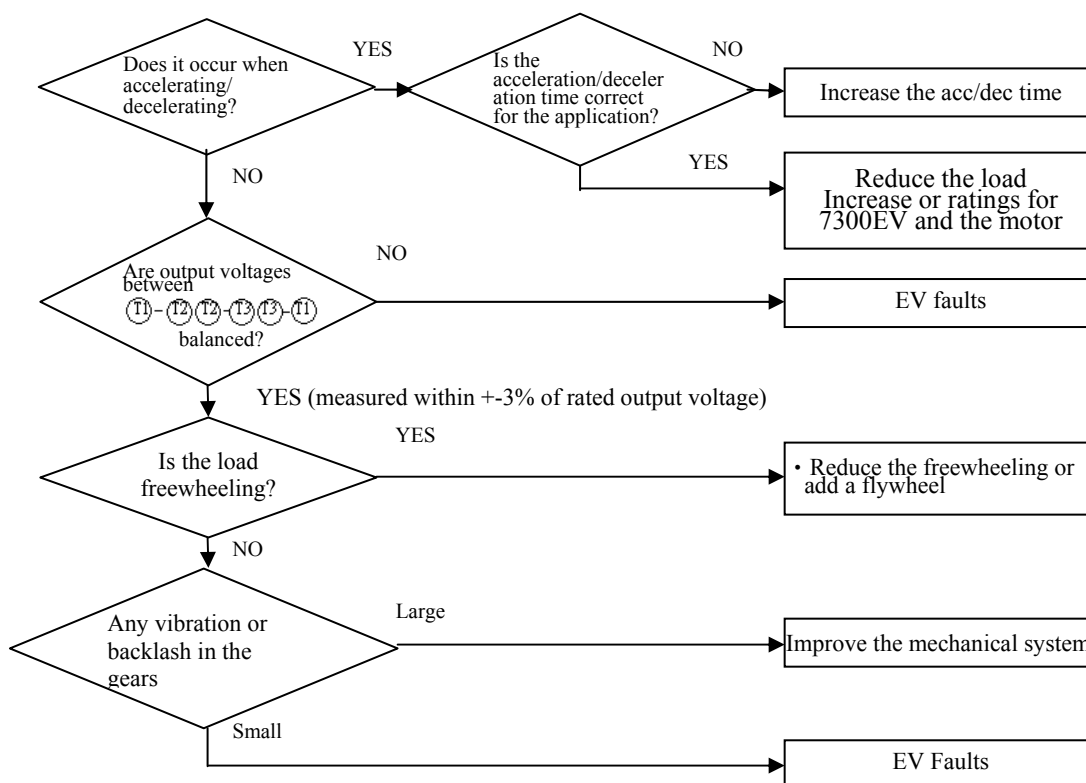 YES
NO
Does it occur when
accelerating/
decelerating?
Is the
acceleration/deceler
ation time correct
for the application?
Increase the acc/dec time
NO
YES
Reduce the load
Increase or ratings for
7300EV and the motor
Are output voltages
between
T1-T2 T2-T3 T3-T1
balanced?
NO
EV faults
YES (measured within +-3% of rated output voltage)
YES
Is the load
freewheeling?
・Reduce the freewheeling or
add a flywheel
NO
Any vibration or
backlash in the
gears
Large
Improve the mechanical system
Small
EV Faults